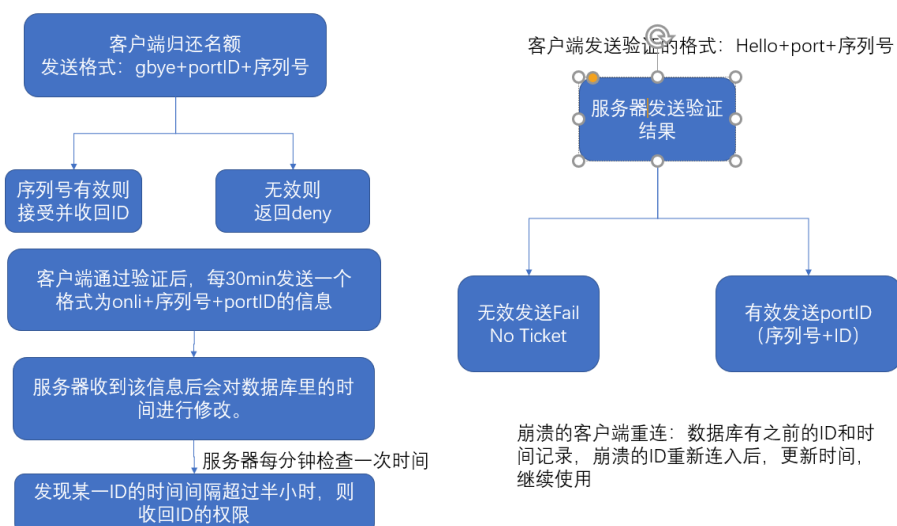 客户端归还名额
发送格式：gbye+portID+序列号
序列号有效则
接受并收回ID
无效则
返回deny
客户端通过验证后，每30min发送一个
格式为onli+序列号+portID的信息
服务器收到该信息后会对数据库里的时
间进行修改。
服务器每分钟检查一次时间
发现某一ID的时间间隔超过半小时，则
收回ID的权限
客户端发送验证的格式：Hello+port+序列号
服务器发送验证
结果
无效发送Fail
No Ticket
有效发送portID
（序列号+ID）
崩溃的客户端重连：数据库有之前的ID和时
间记录，崩溃的ID重新连入后，更新时间，
继续使用